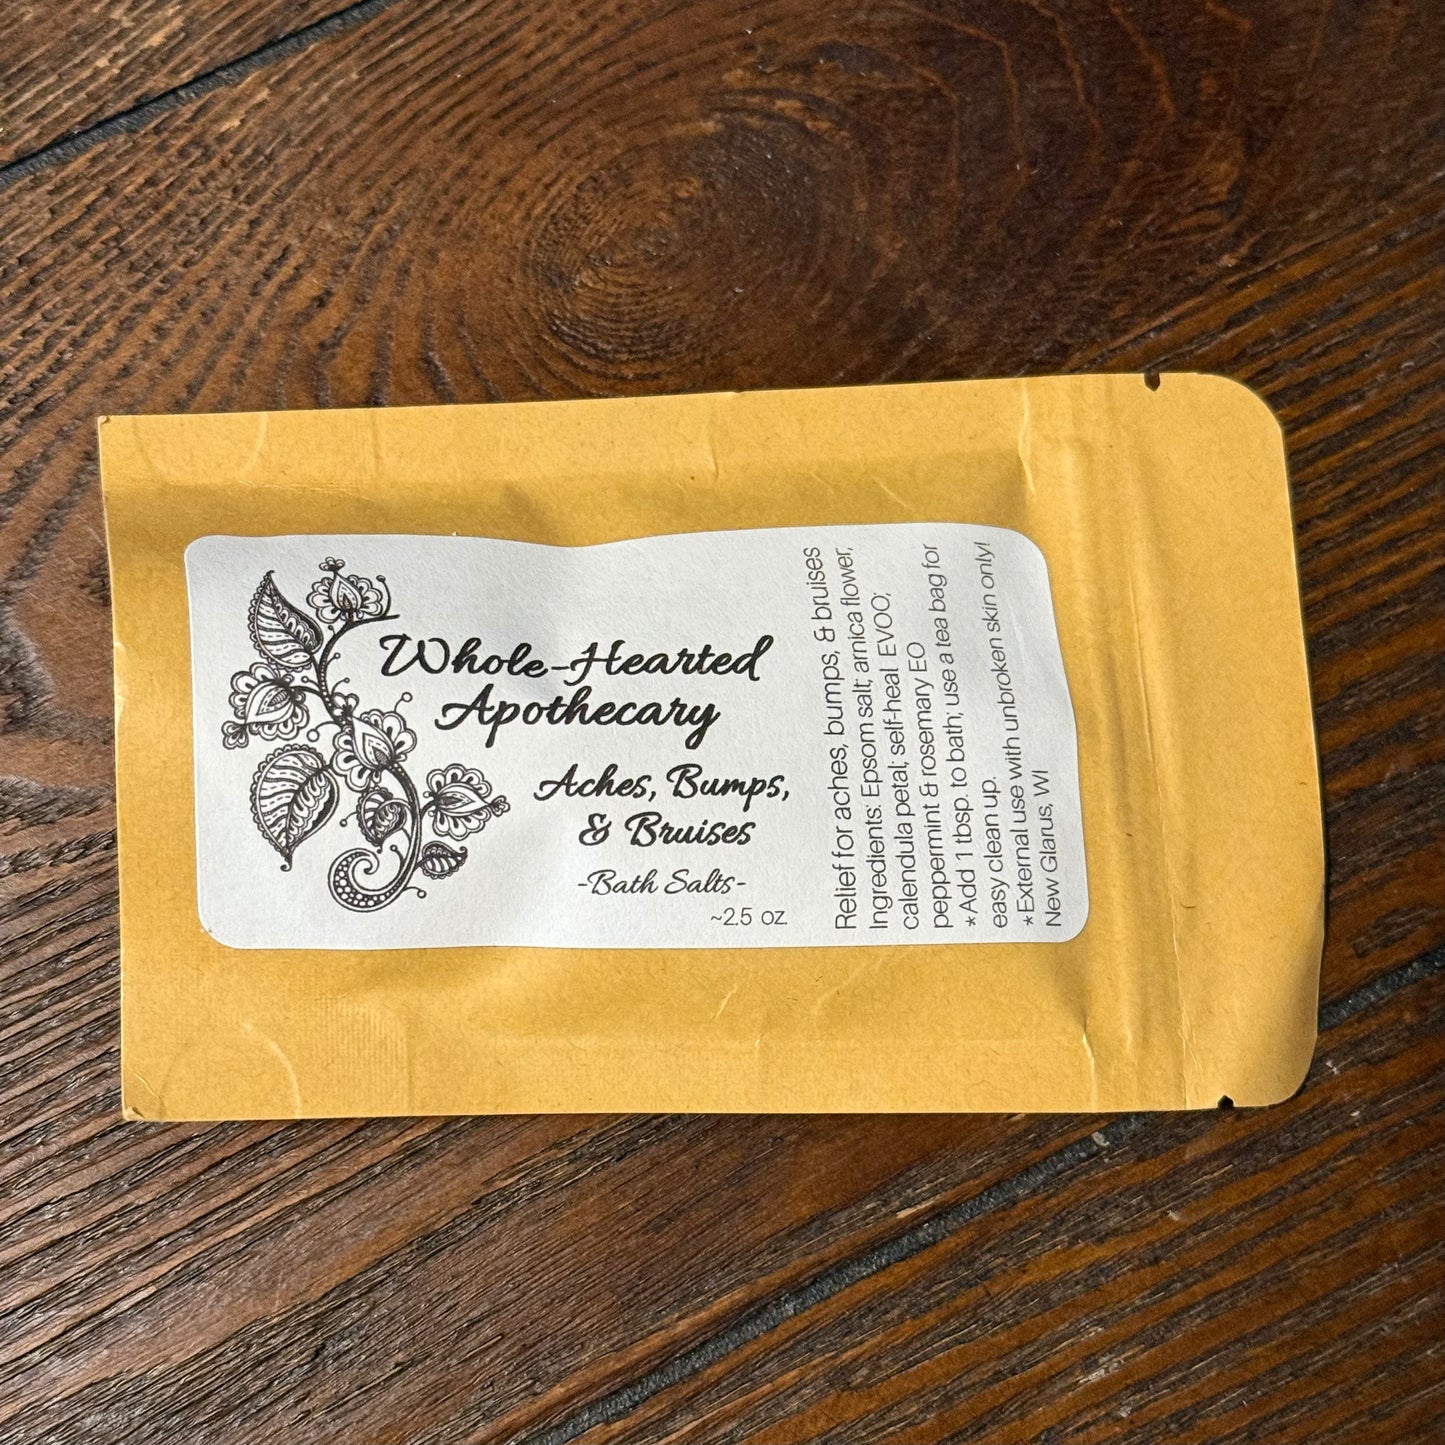 Whole-Hearted
Apothecary
Aches, Bumps,
& Bruises
-Bath Salts-
~2.5 oz
Relief for aches, bumps, & bruises
Ingredients: Epsom salt; arnica flower,
calendula petal; self-heal EVOO;
peppermint & rosemary EO
*Add 1 tbsp. to bath; use a tea bag for
easy clean up.
*External use with unbroken skin only!
New Glarus, WI